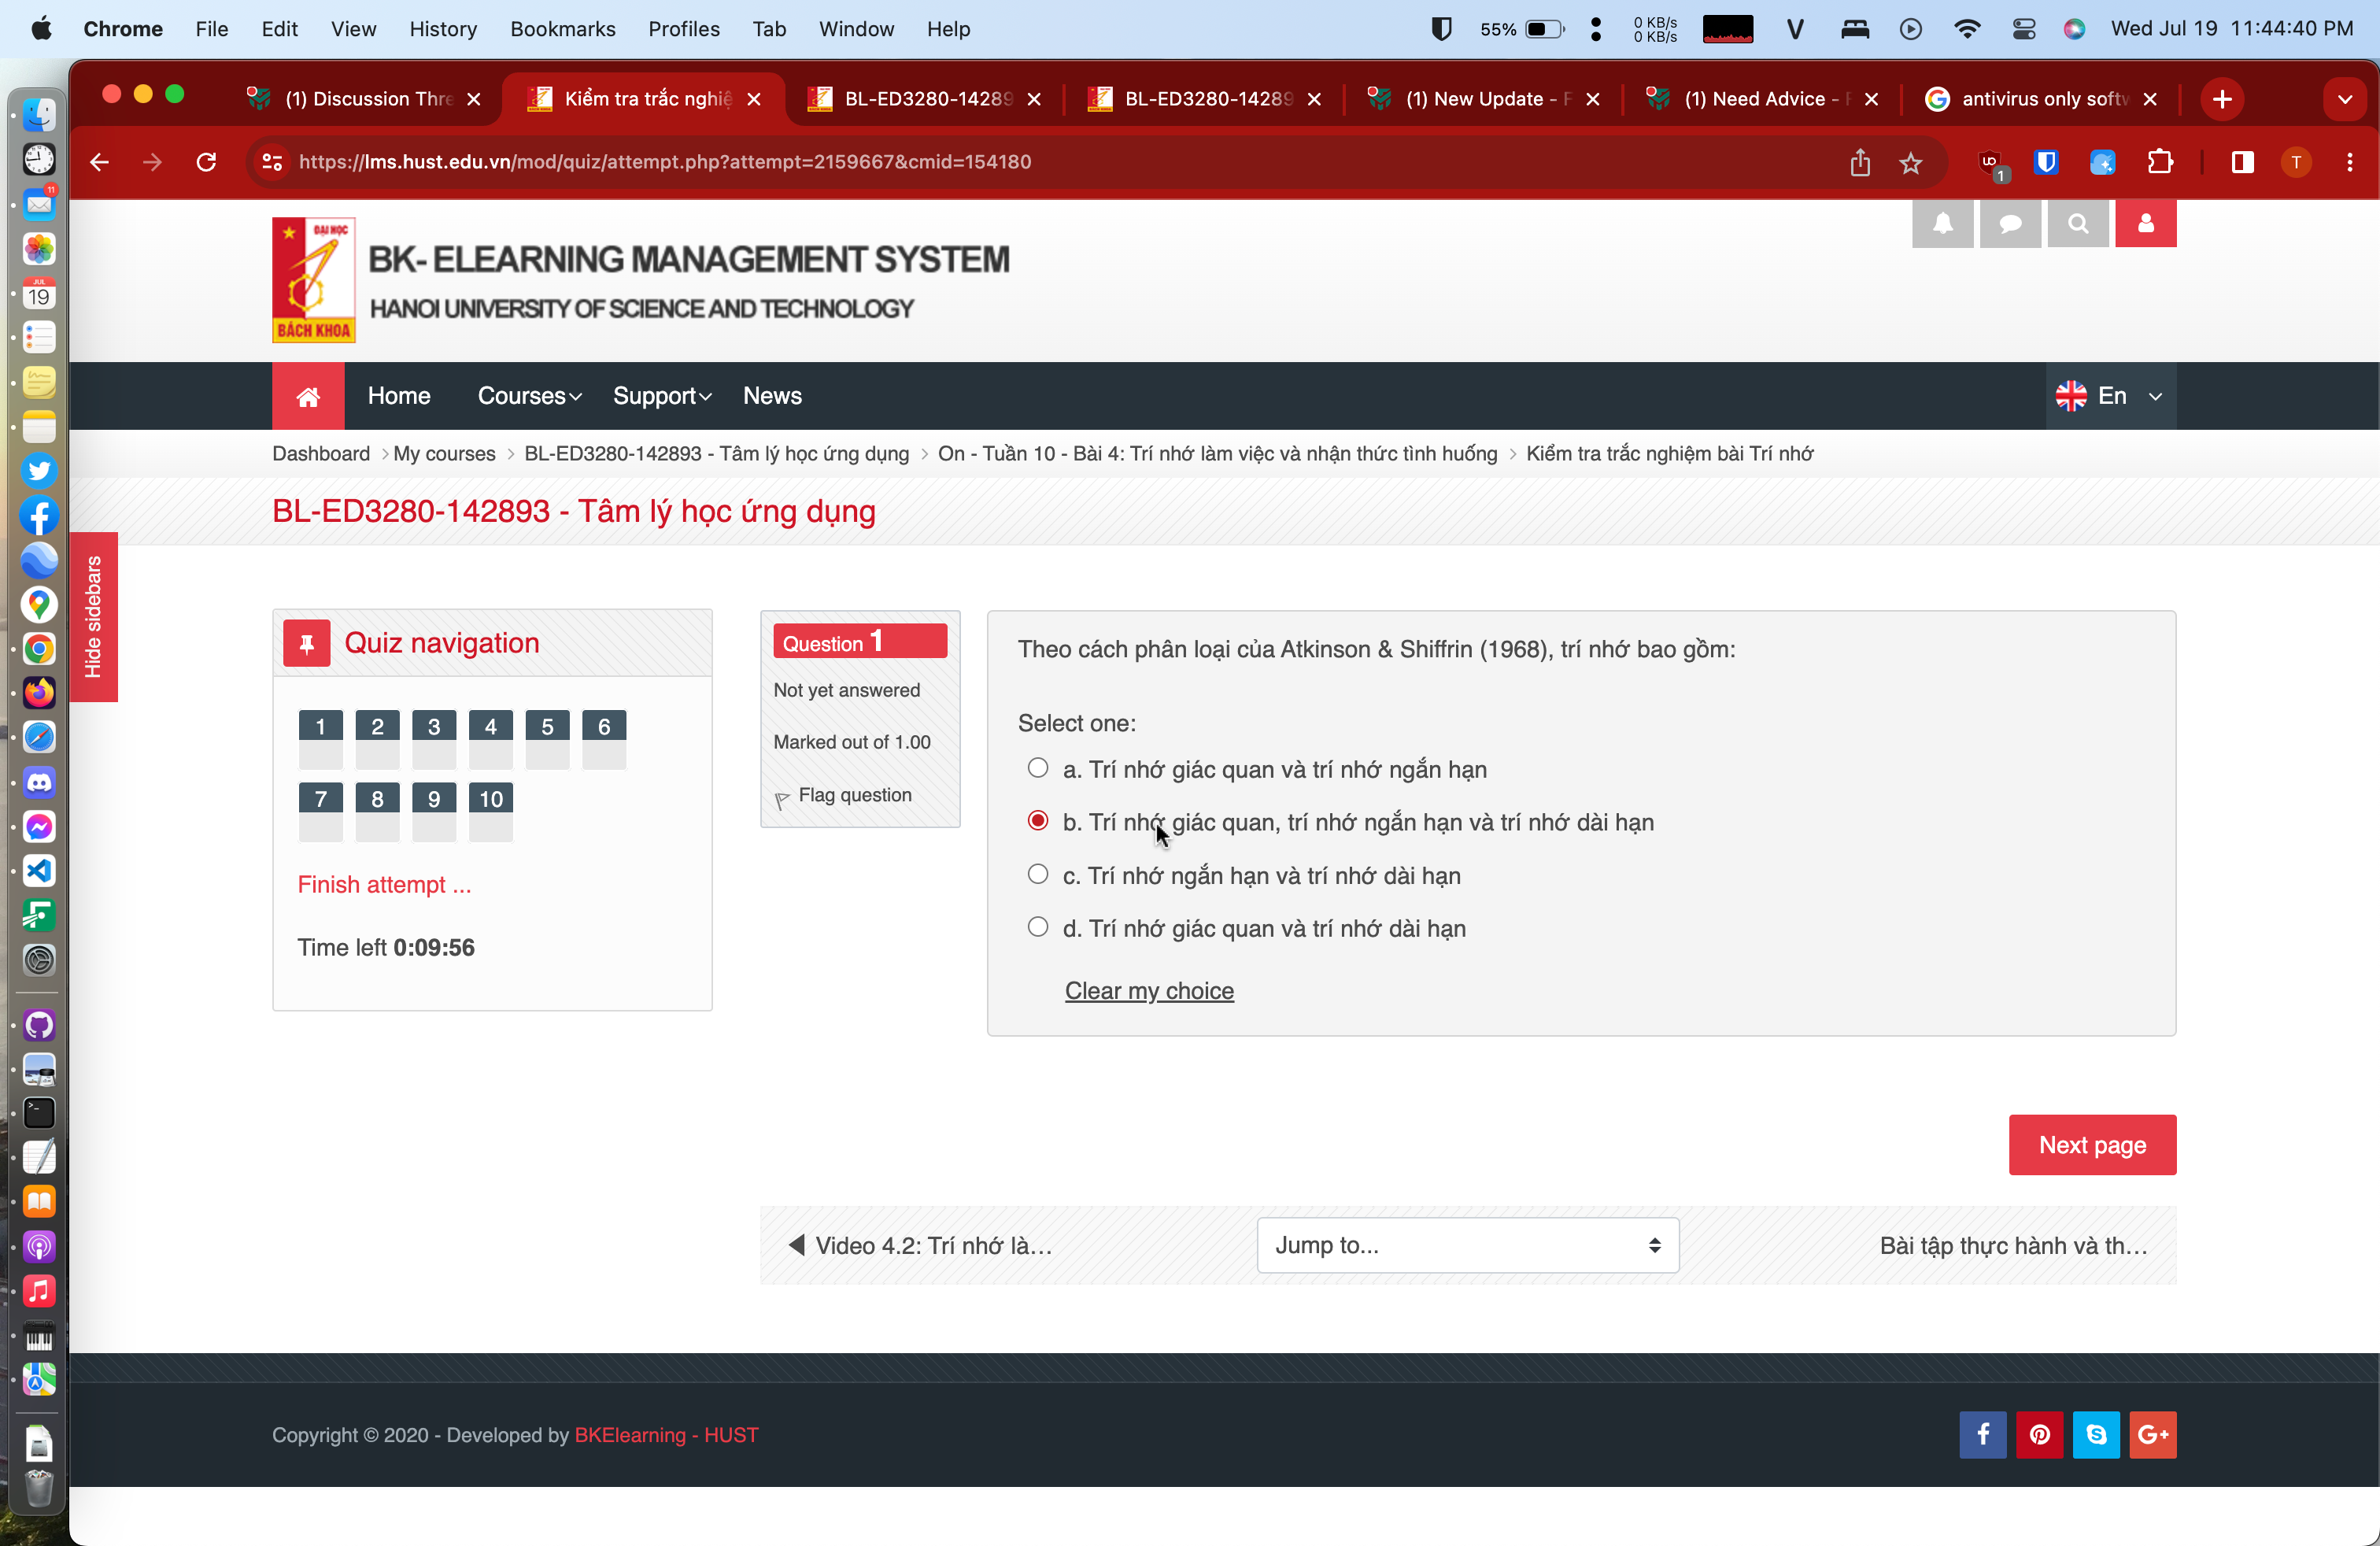 Chrome File Edit View History Bookmarks Profiles Tab Window Help 55% 0 KB/s 0 KB/s V Wed Jul 19 11:44:40 PM
(1) Discussion Thre Kiểm tra trắc nghiệ BL-ED3280-14289 BL-ED3280-14289 (1) New Update - F (1) Need Advice - F antivirus only softw
https://lms.hust.edu.vn/mod/quiz/attempt.php?attempt=2159667&cmid=154180 1 T
11
JUL
19
ĐẠI HỌC
BÁCH KHOA
BK- ELEARNING MANAGEMENT SYSTEM
HANOI UNIVERSITY OF SCIENCE AND TECHNOLOGY
Home Courses Support News En
Dashboard > My courses > BL-ED3280-142893 - Tâm lý học ứng dụng > On - Tuần 10 - Bài 4: Trí nhớ làm việc và nhận thức tình huống > Kiểm tra trắc nghiệm bài Trí nhớ
BL-ED3280-142893 - Tâm lý học ứng dụng
Hide sidebars
Quiz navigation
1 2 3 4 5 6
7 8 9 10
Finish attempt ...
Time left 0:09:56
Question 1
Not yet answered
Marked out of 1.00
Flag question
Theo cách phân loại của Atkinson & Shiffrin (1968), trí nhớ bao gồm:
Select one:
a. Trí nhớ giác quan và trí nhớ ngắn hạn
b. Trí nhớ giác quan, trí nhớ ngắn hạn và trí nhớ dài hạn
c. Trí nhớ ngắn hạn và trí nhớ dài hạn
d. Trí nhớ giác quan và trí nhớ dài hạn
Clear my choice
Next page
Video 4.2: Trí nhớ là... Jump to... Bài tập thực hành và th...
Copyright © 2020 - Developed by BKElearning - HUST